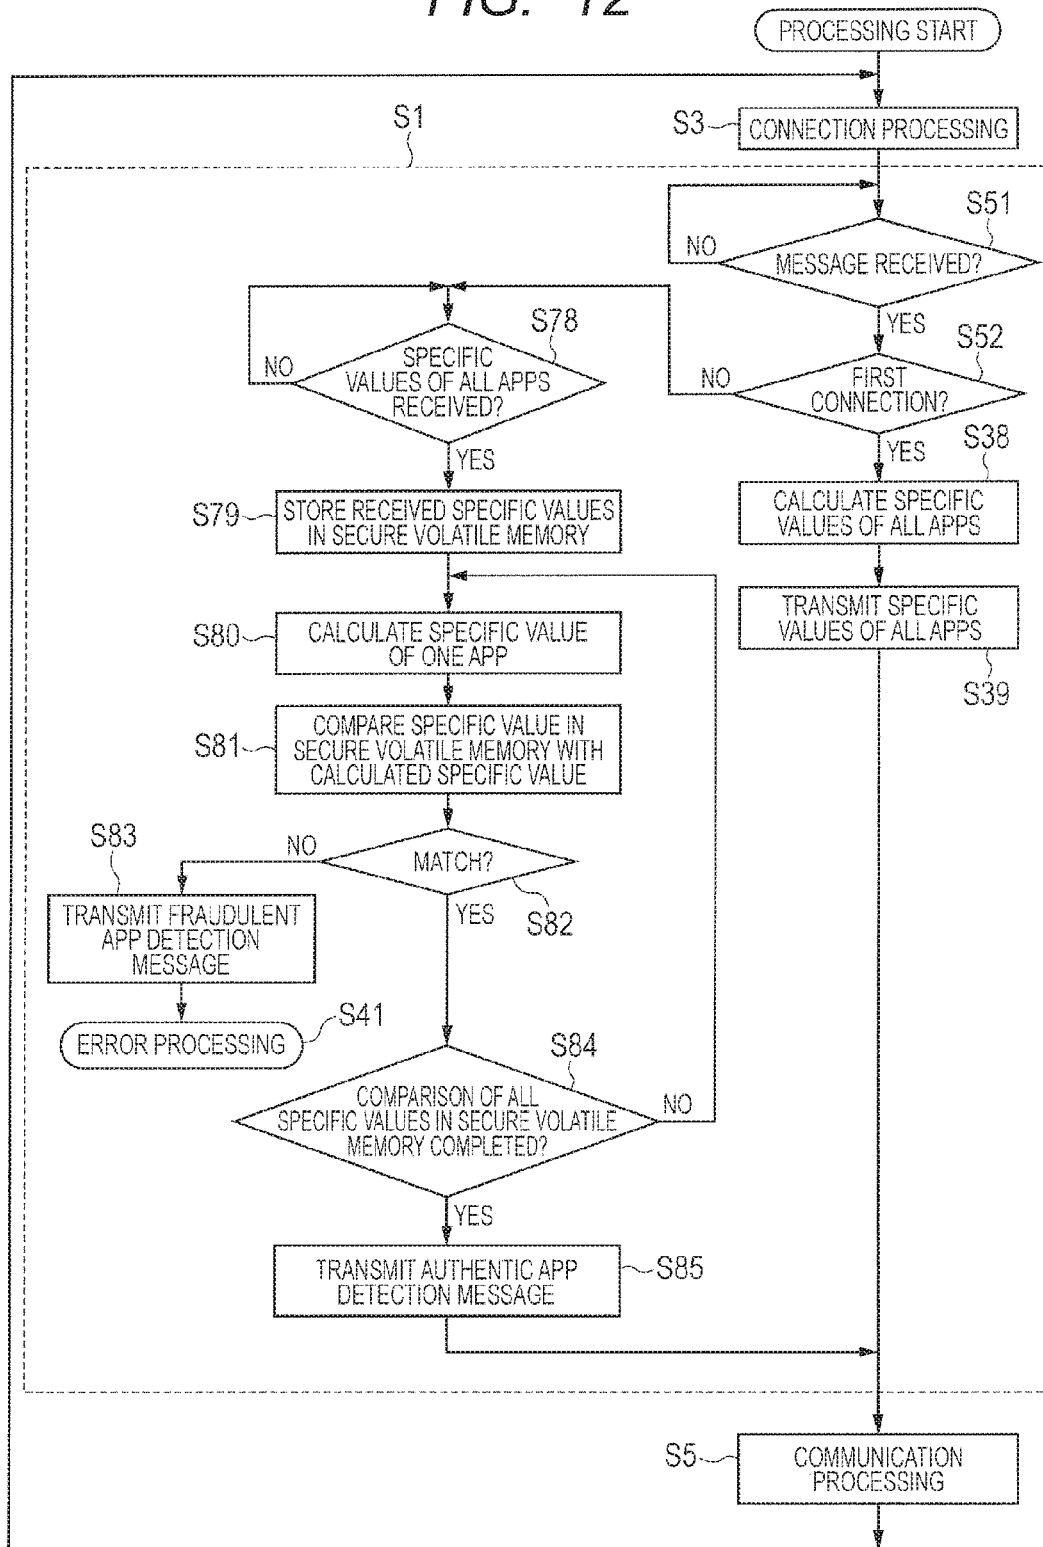 FIG. 12
PROCESSING START
S3
CONNECTION PROCESSING
S1
S51
MESSAGE RECEIVED?
NO
YES
S52
FIRST
CONNECTION?
NO
YES
S78
SPECIFIC
VALUES OF ALL APPS
RECEIVED?
NO
YES
S38
CALCULATE SPECIFIC
VALUES OF ALL APPS
S79
STORE RECEIVED SPECIFIC VALUES
IN SECURE VOLATILE MEMORY
TRANSMIT SPECIFIC
VALUES OF ALL APPS
S39
S80
CALCULATE SPECIFIC VALUE
OF ONE APP
S81
COMPARE SPECIFIC VALUE IN
SECURE VOLATILE MEMORY WITH
CALCULATED SPECIFIC VALUE
MATCH?
S82
NO
YES
S83
TRANSMIT FRAUDULENT
APP DETECTION
MESSAGE
S41
ERROR PROCESSING
S84
COMPARISON OF ALL
SPECIFIC VALUES IN SECURE VOLATILE
MEMORY COMPLETED?
NO
YES
TRANSMIT AUTHENTIC APP
DETECTION MESSAGE
S85
S5
COMMUNICATION
PROCESSING